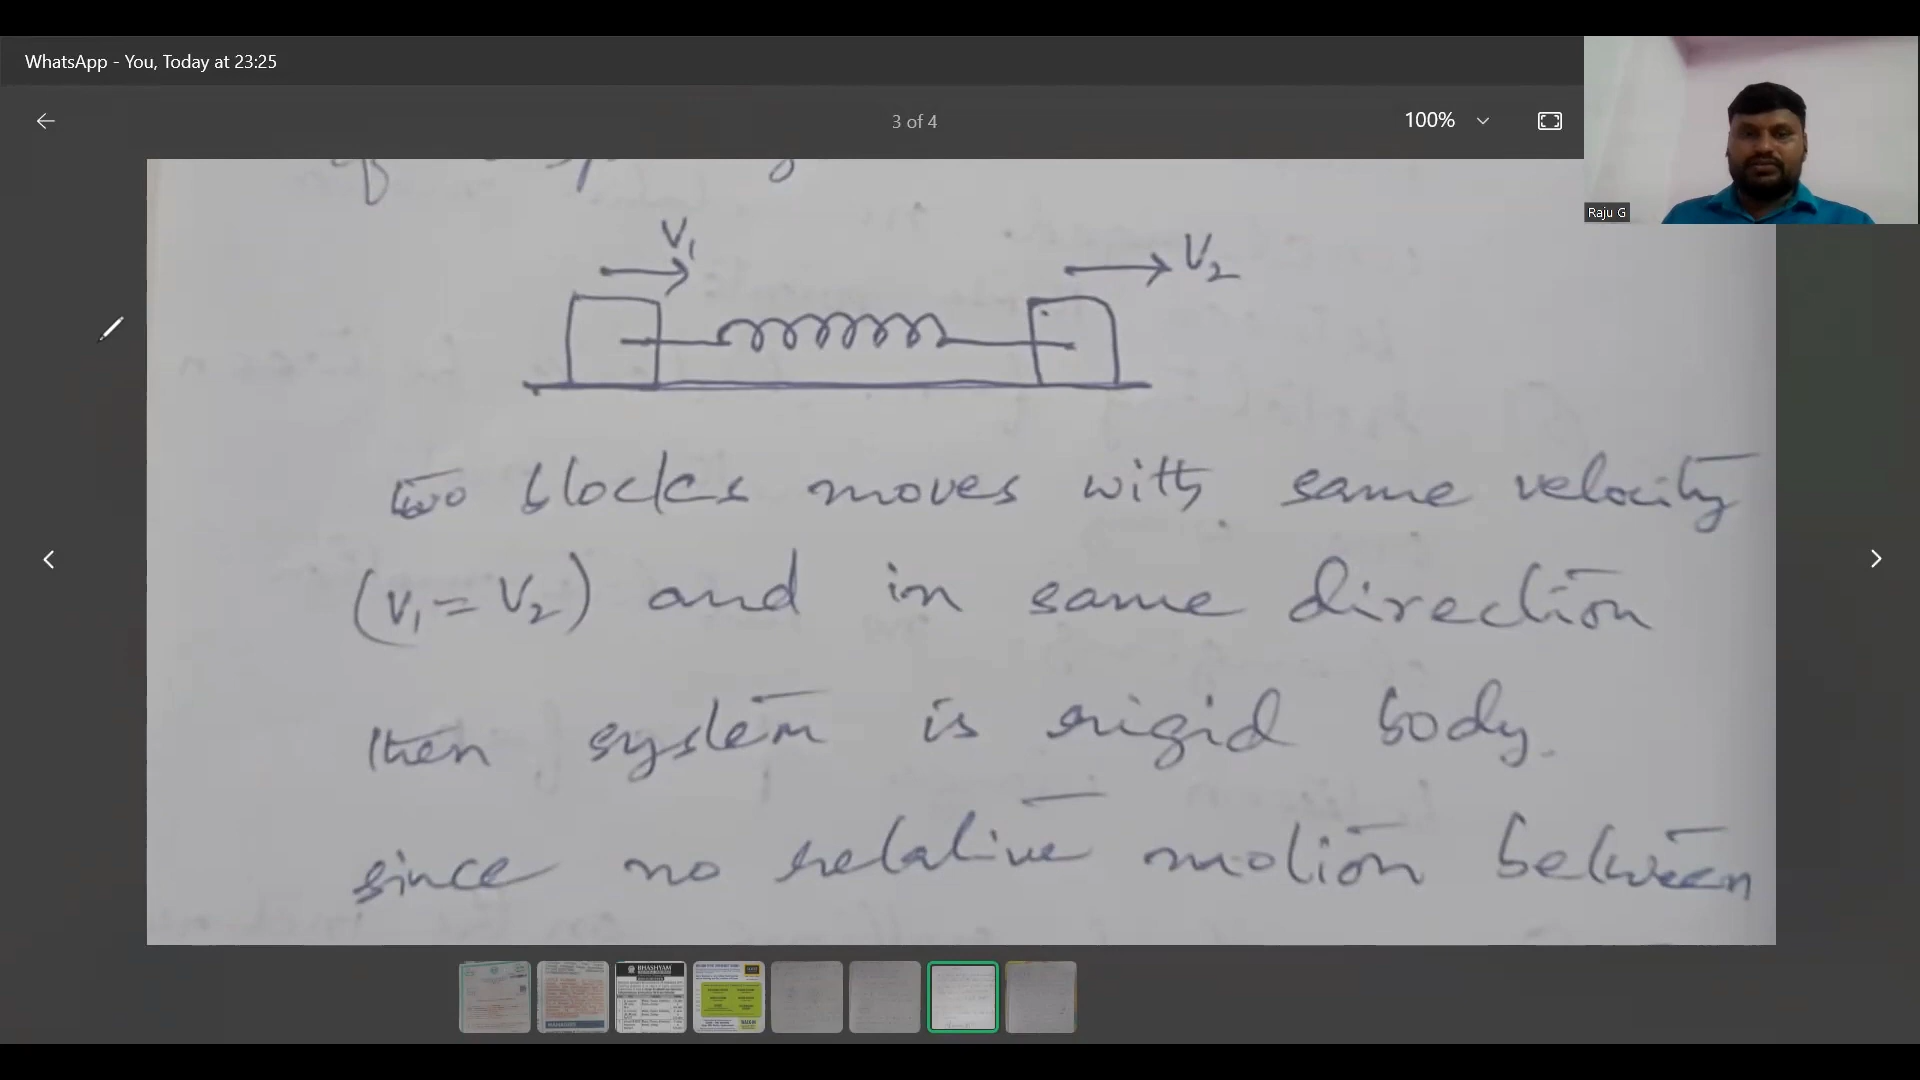 WhatsApp - You, Today at 23:25
3 of 4
100%
Raju G
V1
V2
two blocks moves with same velocity
(V1 = V2) and in same direction
then system is rigid body.
since no relative motion between
BHASHYAM